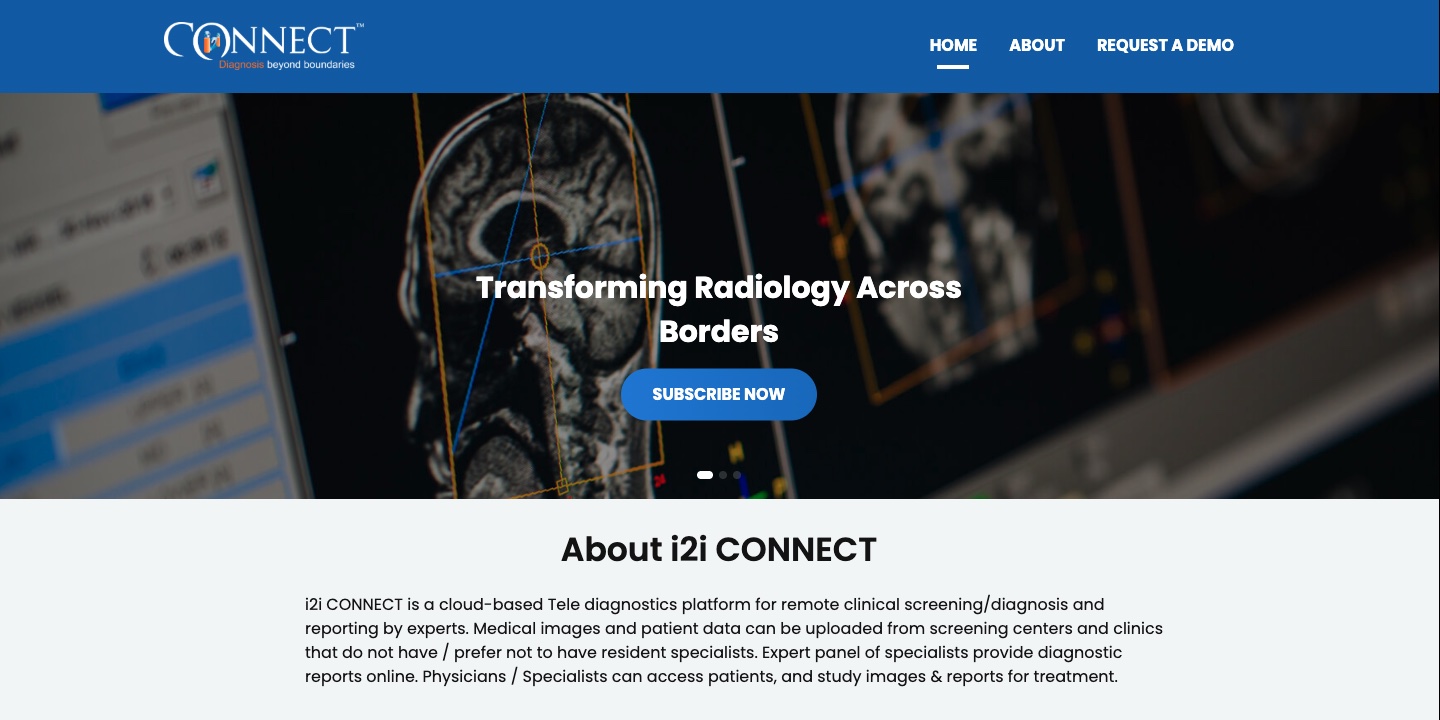 CONNECT™
Diagnosis beyond boundaries
HOME
ABOUT
REQUEST A DEMO
Transforming Radiology Across
Borders
SUBSCRIBE NOW
About i2i CONNECT
i2i CONNECT is a cloud-based Tele diagnostics platform for remote clinical screening/diagnosis and
reporting by experts. Medical images and patient data can be uploaded from screening centers and clinics
that do not have / prefer not to have resident specialists. Expert panel of specialists provide diagnostic
reports online. Physicians / Specialists can access patients, and study images & reports for treatment.